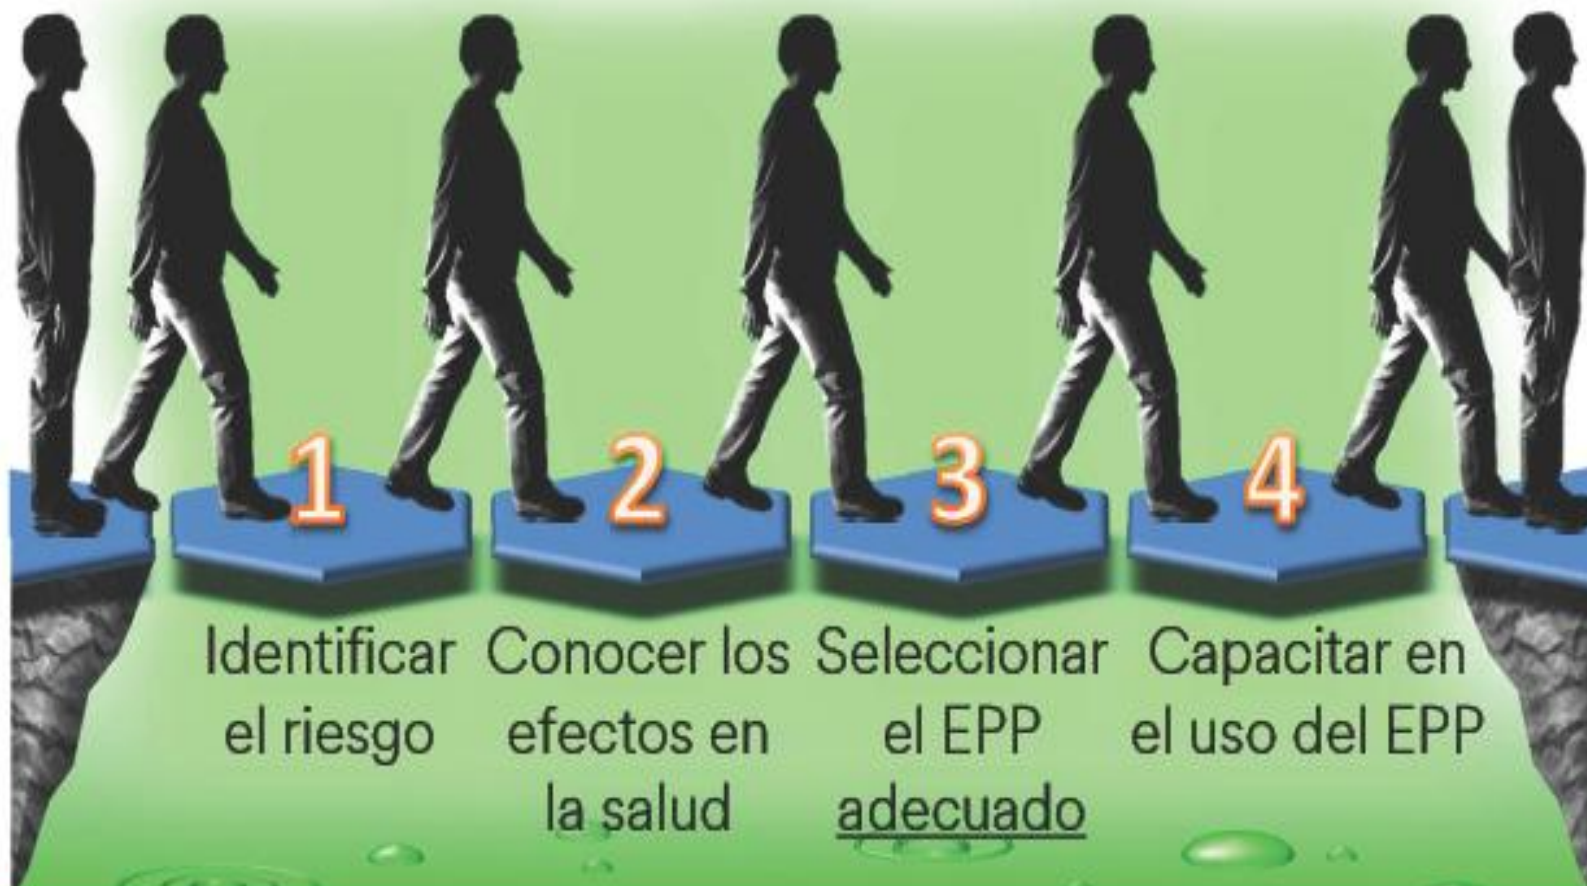 1
Identificar
el riesgo
2
Conocer los
efectos en
la salud
3
Seleccionar
el EPP
adecuado
4
Capacitar en
el uso del EPP